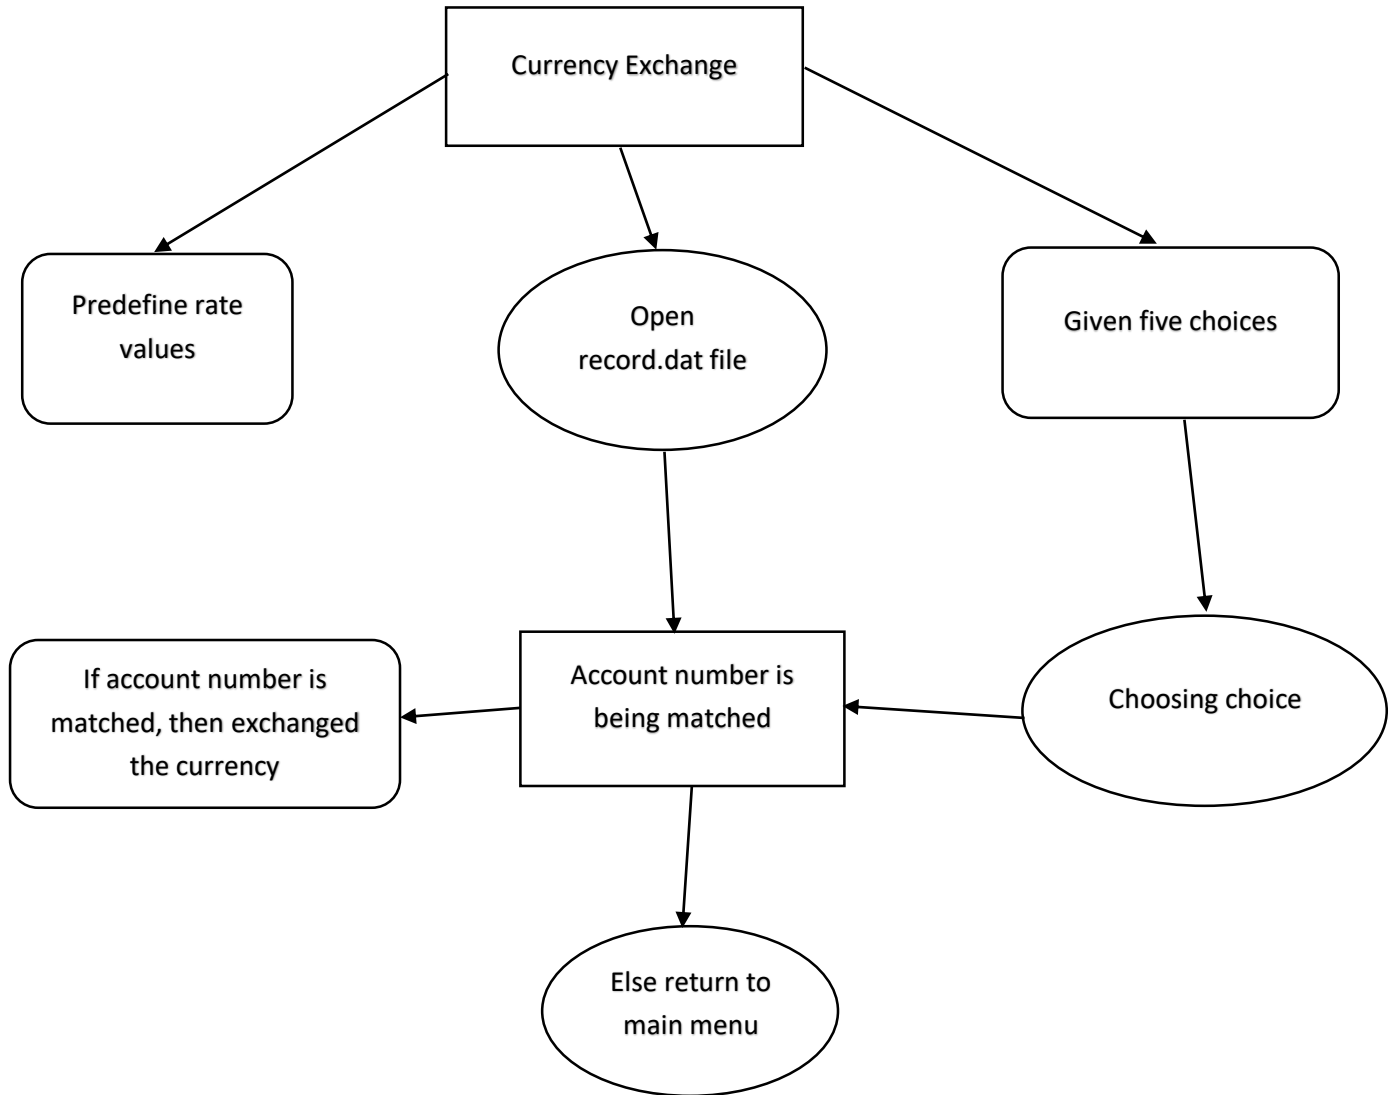 Currency Exchange
Predefine rate
values
Open
record.dat file
Given five choices
If account number is
matched, then exchanged
the currency
Account number is
being matched
Choosing choice
Else return to
main menu